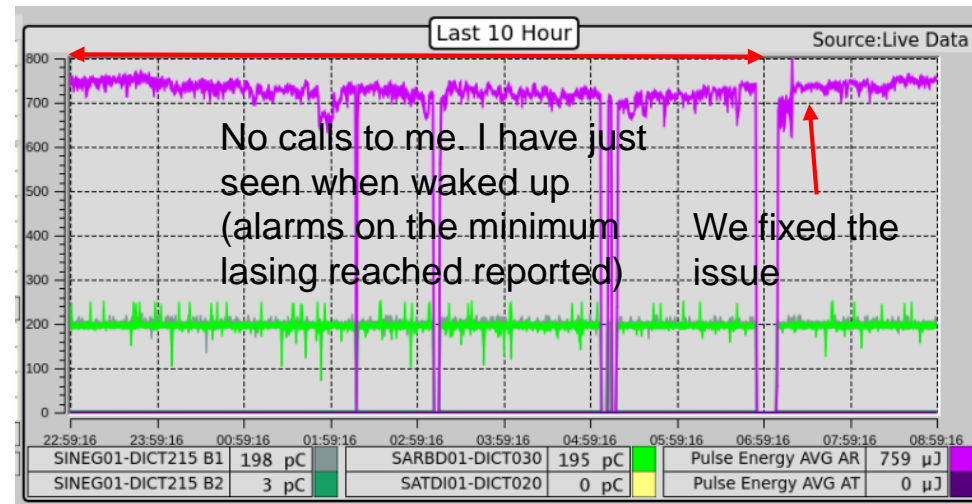 Last 10 Hour
Source:Live Data
800
700
600
500
400
300
200
100
0
No calls to me. I have just
seen when waked up
(alarms on the minimum
lasing reached reported)
We fixed the
issue
22:59:16 23:59:16 00:59:16 01:59:16 02:59:16 03:59:16 04:59:16 05:59:16 06:59:16 07:59:16 08:59:16
SINEG01-DICT215 B1 198 pC SARBD01-DICT030 195 pC Pulse Energy AVG AR 759 µJ
SINEG01-DICT215 B2 3 pC SATDI01-DICT020 0 pC Pulse Energy AVG AT 0 µJ